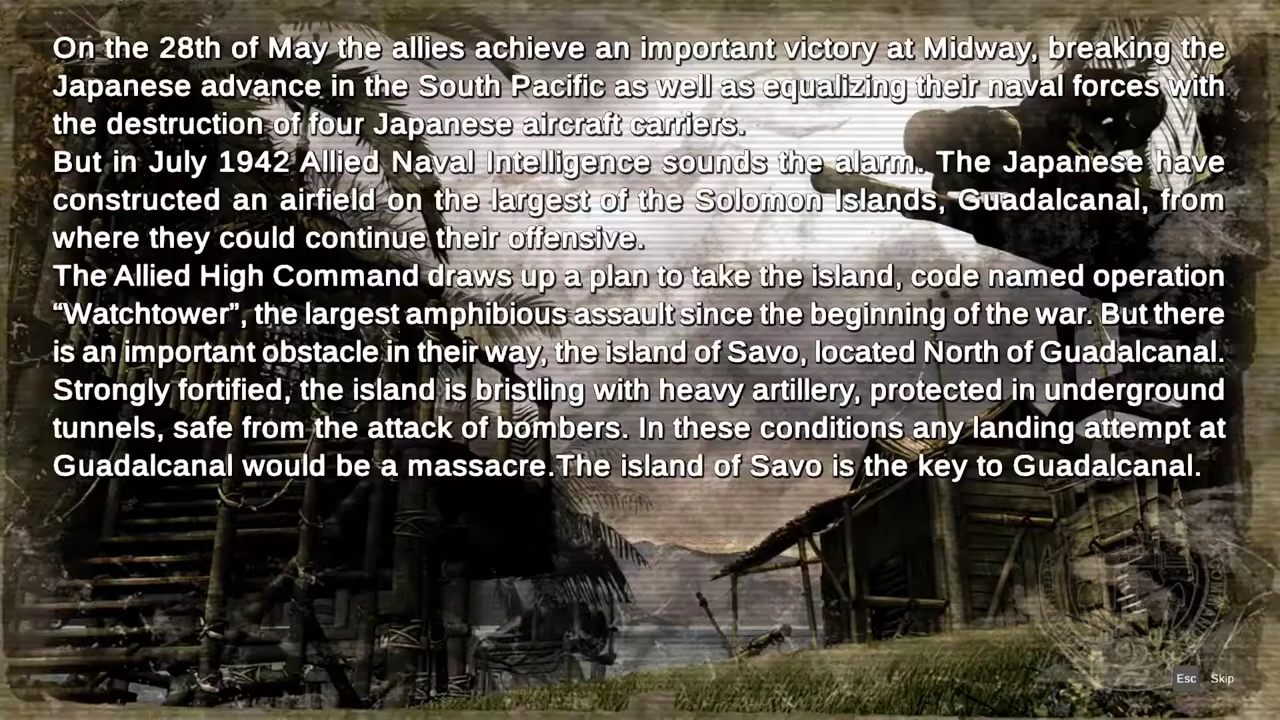 On the 28th of May the allies achieve an important victory at Midway, breaking the
Japanese advance in the South Pacific as well as equalizing their naval forces with
the destruction of four Japanese aircraft carriers.
But in July 1942 Allied Naval Intelligence sounds the alarm. The Japanese have
constructed an airfield on the largest of the Solomon Islands, Guadalcanal, from
where they could continue their offensive.
The Allied High Command draws up a plan to take the island, code named operation
“Watchtower”, the largest amphibious assault since the beginning of the war. But there
is an important obstacle in their way, the island of Savo, located North of Guadalcanal.
Strongly fortified, the island is bristling with heavy artillery, protected in underground
tunnels, safe from the attack of bombers. In these conditions any landing attempt at
Guadalcanal would be a massacre.The island of Savo is the key to Guadalcanal.
Esc Skip